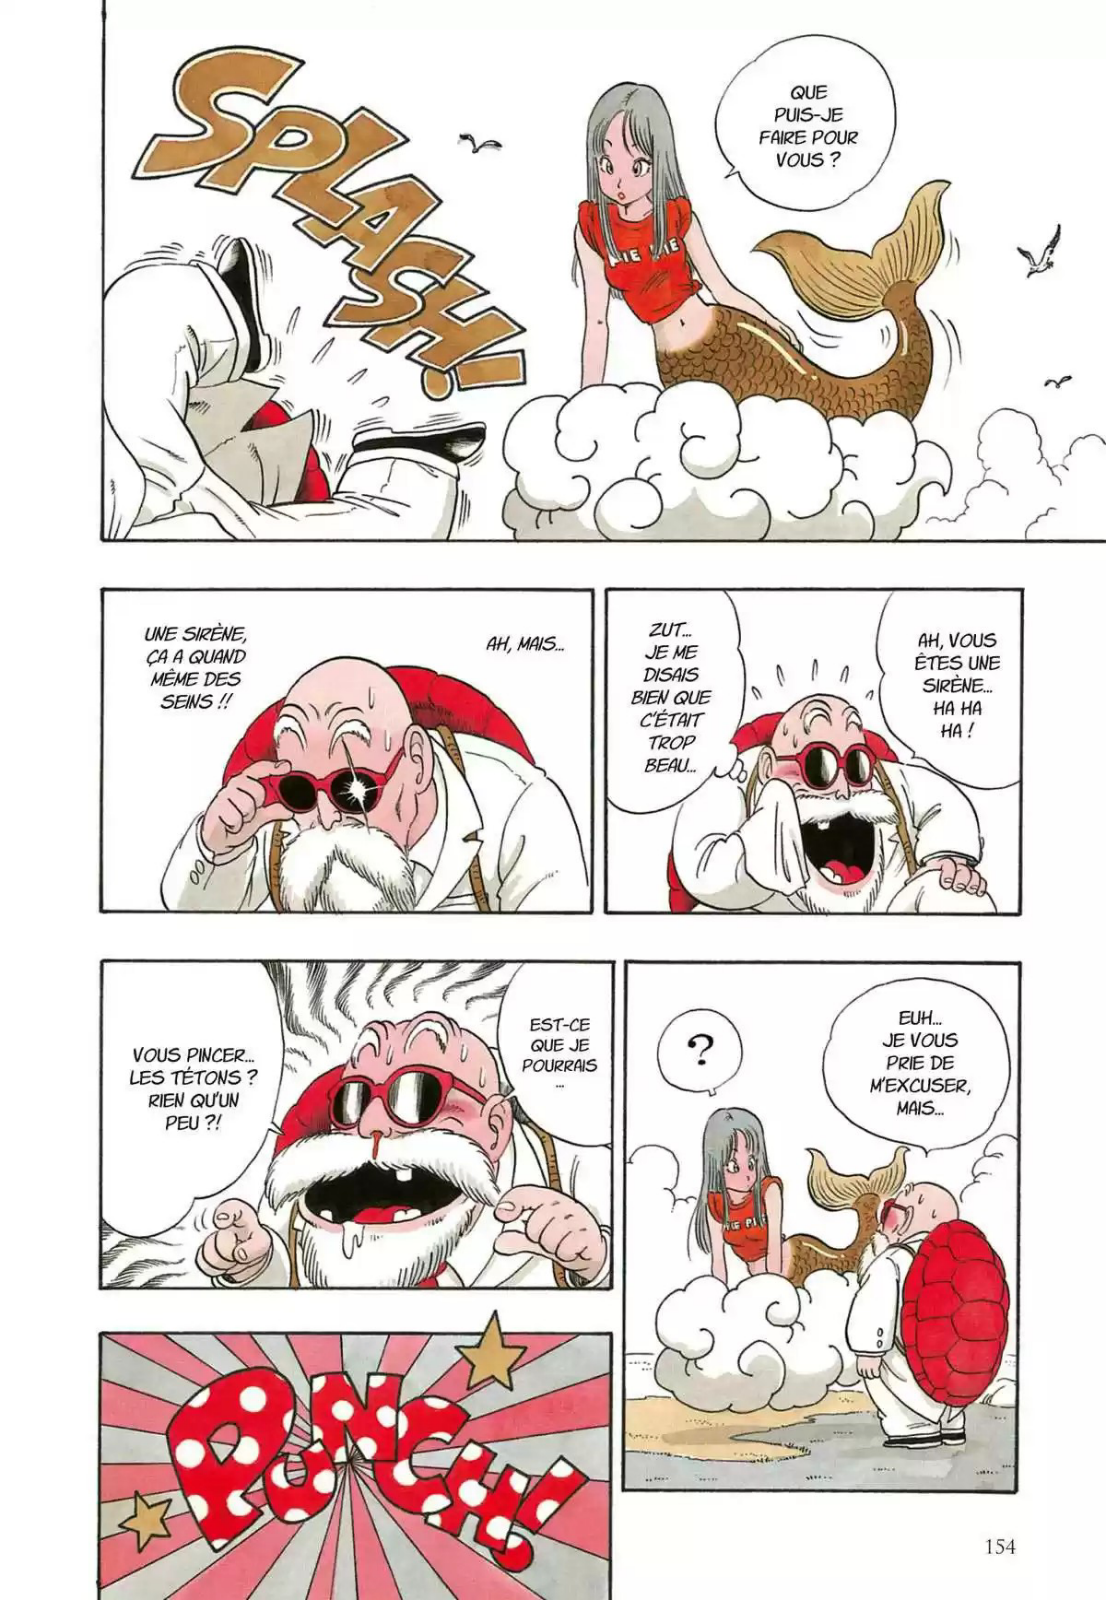 QUE
PUIS-JE
FAIRE POUR
VOUS ?
SPLASH!
AH, VOUS
ÊTES UNE
SIRÈNE...
HA HA
HA !
ZUT...
JE ME
DISAIS
BIEN QUE
C'ÉTAIT
TROP
BEAU...
AH, MAIS...
UNE SIRÈNE,
ÇA A QUAND
MÊME DES
SEINS !!
EUH...
JE VOUS
PRIE DE
M'EXCUSER,
MAIS...
?
EST-CE
QUE JE
POURRAIS
...
VOUS PINCER...
LES TÉTONS ?
RIEN QU'UN
PEU ?!
PUNCH!
154